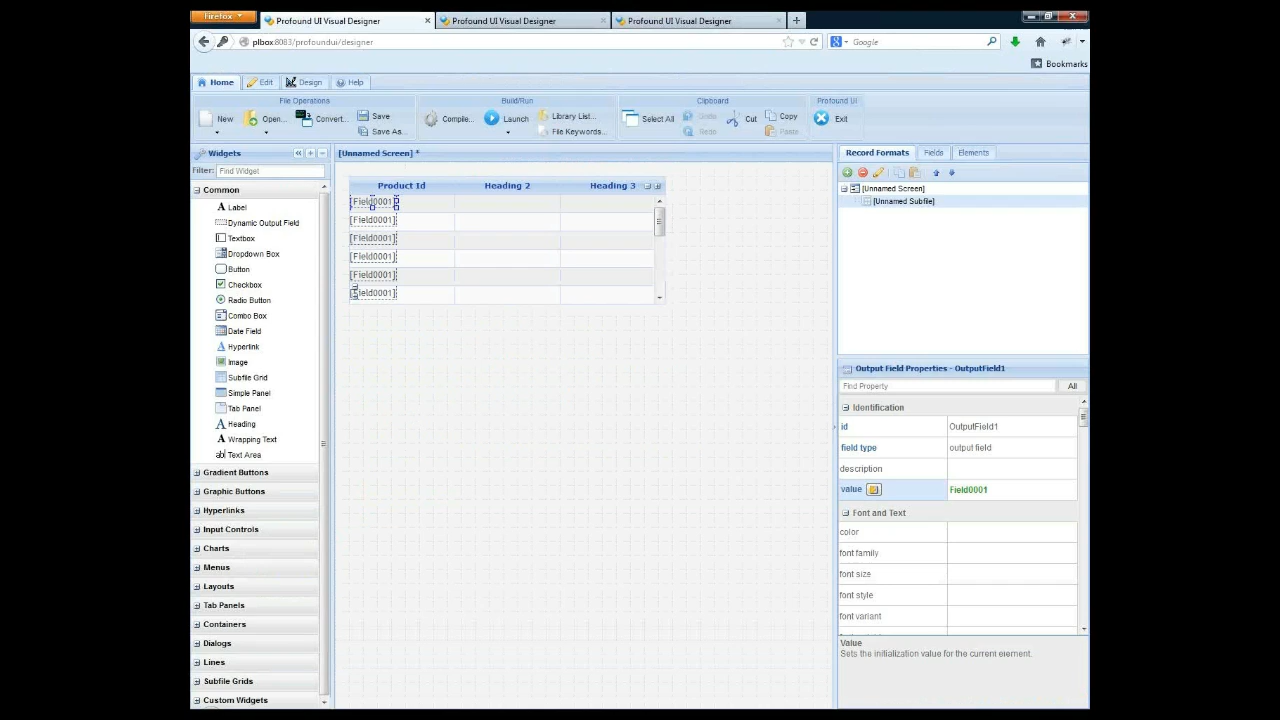 Firefox
Profound UI Visual Designer
Profound UI Visual Designer
Profound UI Visual Designer
plbox:8083/profoundui/designer
Google
Bookmarks
Home
Edit
Design
Help
File Operations
Build/Run
Clipboard
Profound UI
New
Open...
Convert...
Save
Save As...
Compile...
Launch
Library List...
File Keywords...
Select All
Undo
Redo
Cut
Copy
Paste
Exit
Widgets
Filter: Find Widget
Common
Label
Dynamic Output Field
Textbox
Dropdown Box
Button
Checkbox
Radio Button
Combo Box
Date Field
Hyperlink
Image
Subfile Grid
Simple Panel
Tab Panel
Heading
Wrapping Text
Text Area
Gradient Buttons
Graphic Buttons
Hyperlinks
Input Controls
Charts
Menus
Layouts
Tab Panels
Containers
Dialogs
Lines
Subfile Grids
Custom Widgets
[Unnamed Screen] *
Product Id Heading 2 Heading 3
[Field0001]
[Field0001]
[Field0001]
[Field0001]
[Field0001]
[Field0001]
Record Formats
Fields
Elements
[Unnamed Screen]
[Unnamed Subfile]
Output Field Properties - OutputField1
Find Property
All
Identification
id OutputField1
field type output field
description
value Field0001
Font and Text
color
font family
font size
font style
font variant
Value
Sets the initialization value for the current element.